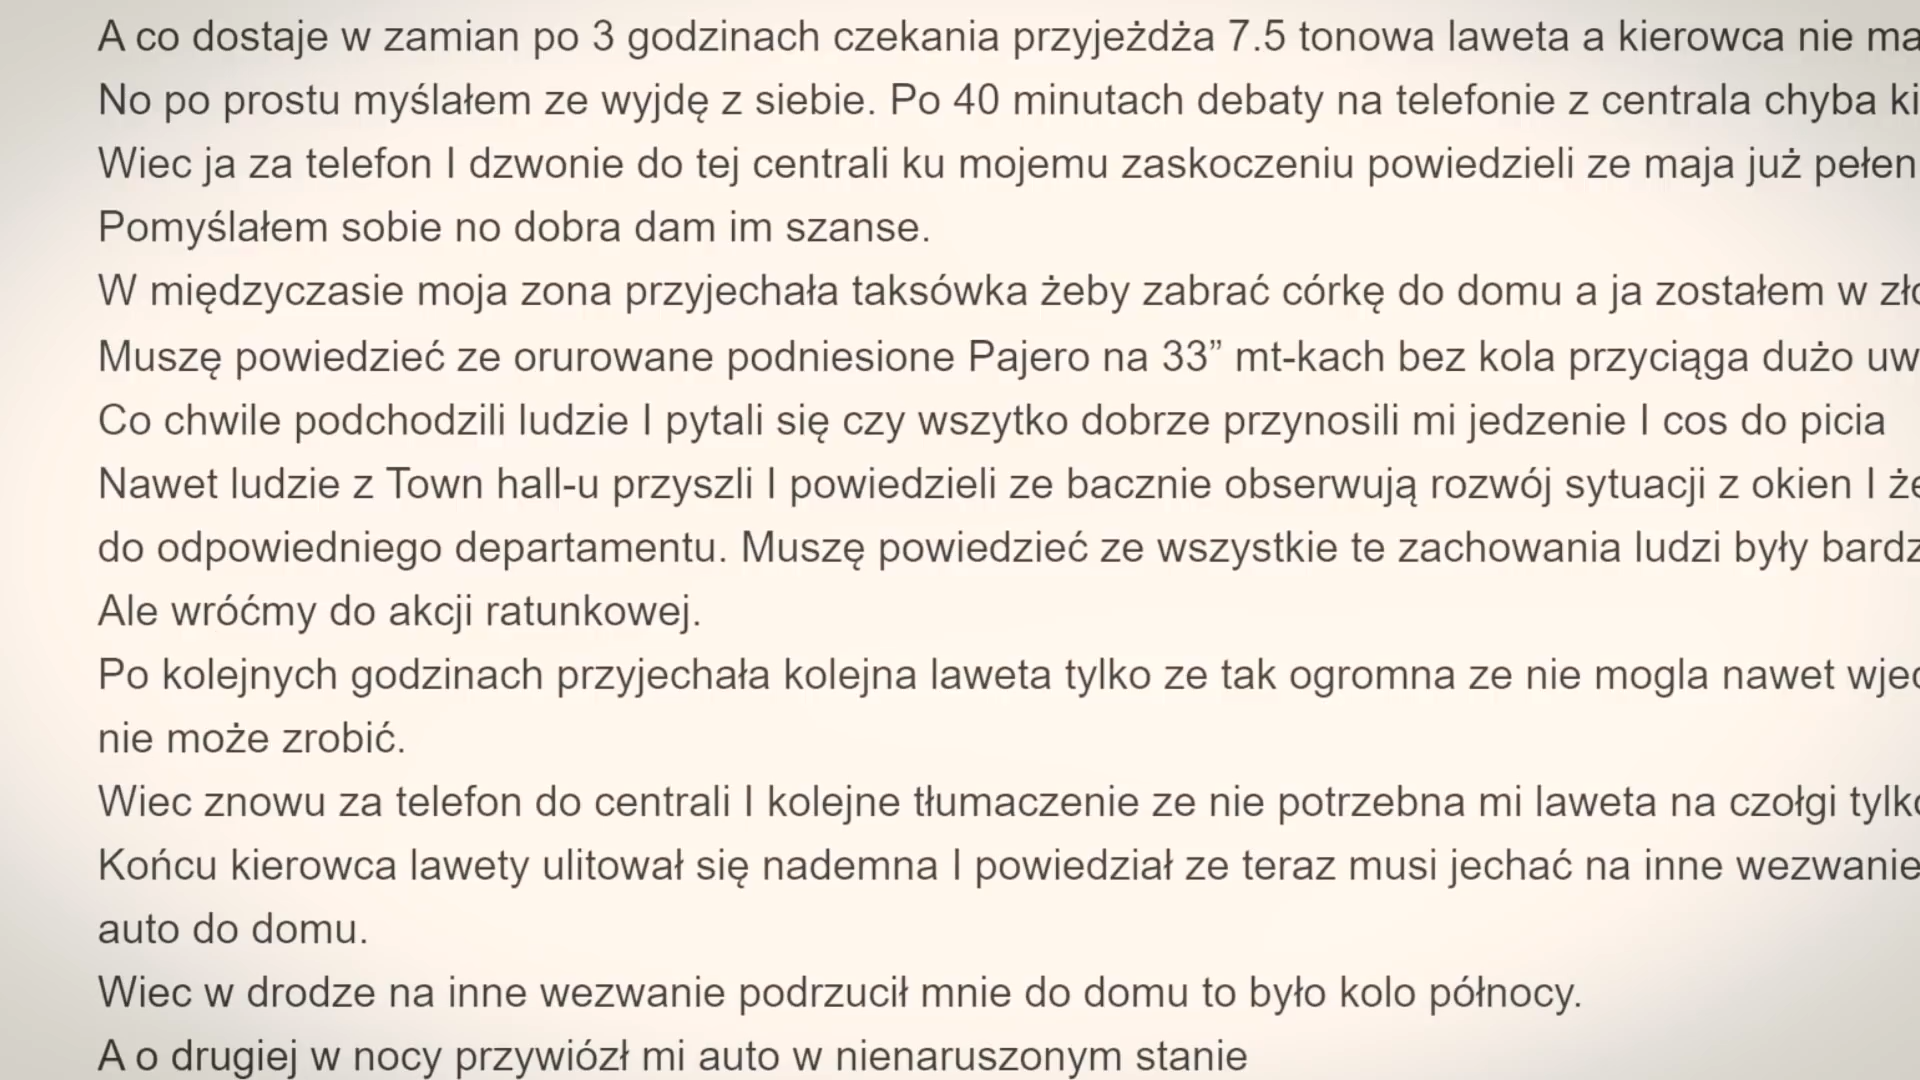 A co dostaje w zamian po 3 godzinach czekania przyjeżdża 7.5 tonowa laweta a kierowca nie ma
No po prostu myślałem ze wyjdę z siebie. Po 40 minutach debaty na telefonie z centrala chyba ki
Wiec ja za telefon I dzwonie do tej centrali ku mojemu zaskoczeniu powiedzieli ze maja już pełen
Pomyślałem sobie no dobra dam im szanse.
W międzyczasie moja zona przyjechała taksówka żeby zabrać córkę do domu a ja zostałem w zło
Muszę powiedzieć ze orurowane podniesione Pajero na 33” mt-kach bez kola przyciąga dużo uw
Co chwile podchodzili ludzie I pytali się czy wszytko dobrze przynosili mi jedzenie I cos do picia
Nawet ludzie z Town hall-u przyszli I powiedzieli ze bacznie obserwują rozwój sytuacji z okien I że
do odpowiedniego departamentu. Muszę powiedzieć ze wszystkie te zachowania ludzi były bardz
Ale wróćmy do akcji ratunkowej.
Po kolejnych godzinach przyjechała kolejna laweta tylko ze tak ogromna ze nie mogla nawet wjec
nie może zrobić.
Wiec znowu za telefon do centrali I kolejne tłumaczenie ze nie potrzebna mi laweta na czołgi tylko
Końcu kierowca lawety ulitował się nademna I powiedział ze teraz musi jechać na inne wezwanie
auto do domu.
Wiec w drodze na inne wezwanie podrzucił mnie do domu to było kolo północy.
A o drugiej w nocy przywiózł mi auto w nienaruszonym stanie